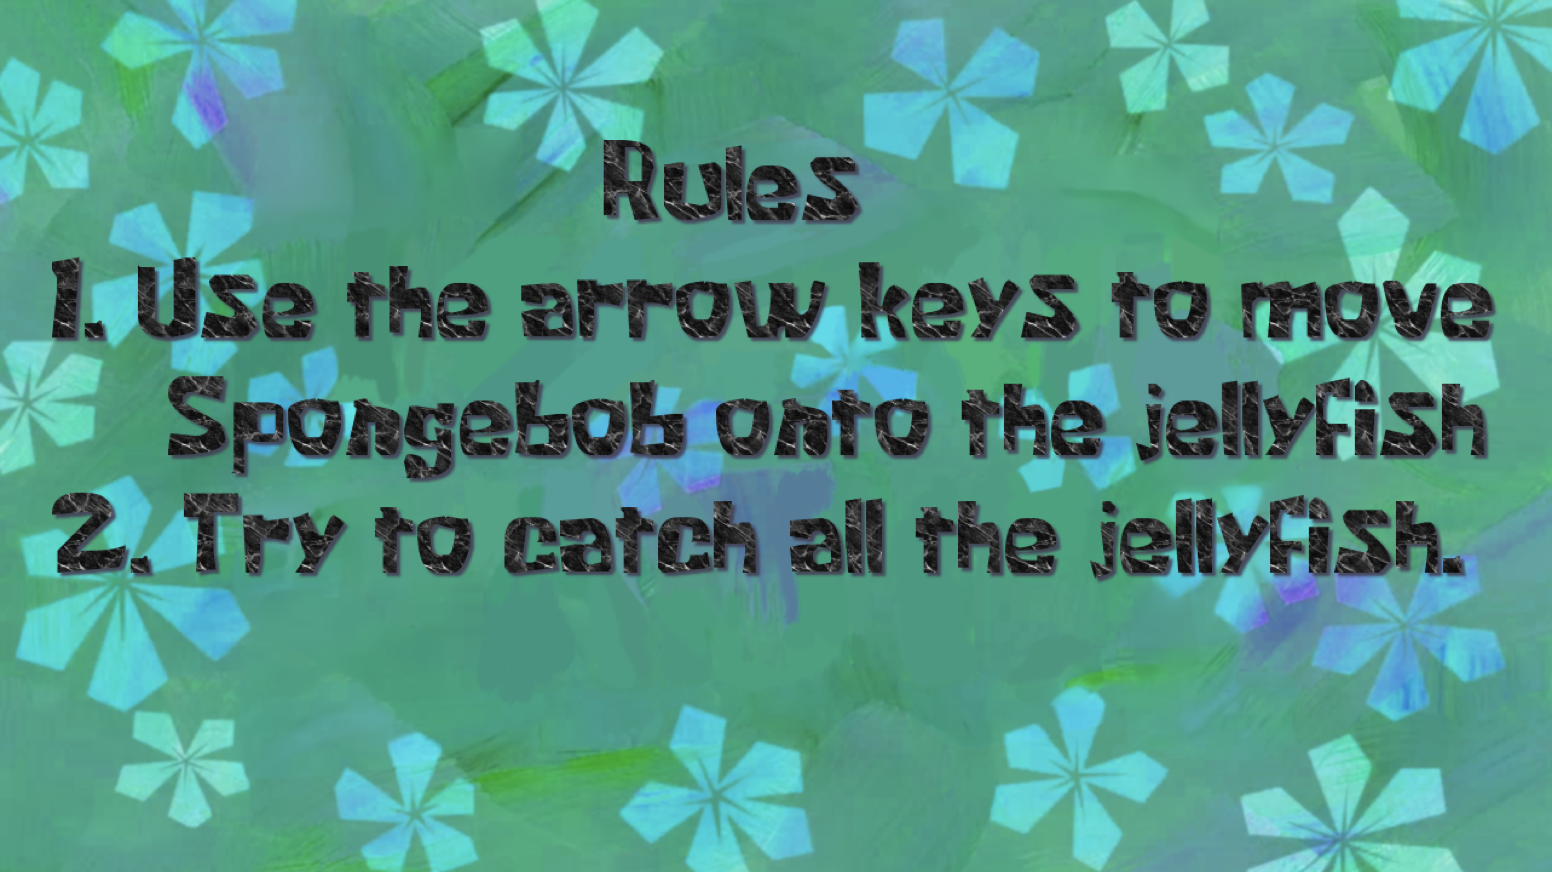 Rules
1. Use the arrow keys to move
Spongebob onto the jellyfish
2. Try to catch all the jellyfish.